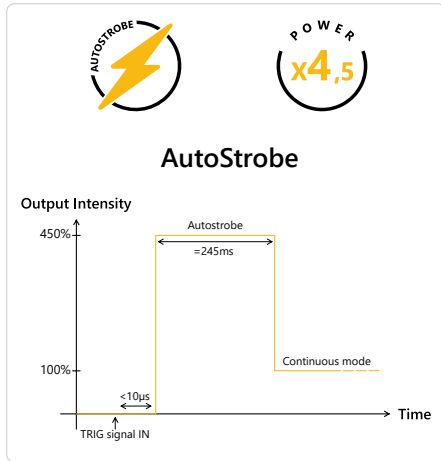 AUTOSTROBE
POWER
x4,5
AutoStrobe
Output Intensity
450%
Autostrobe
=245ms
100%
Continuous mode
<10µs
Time
TRIG signal IN